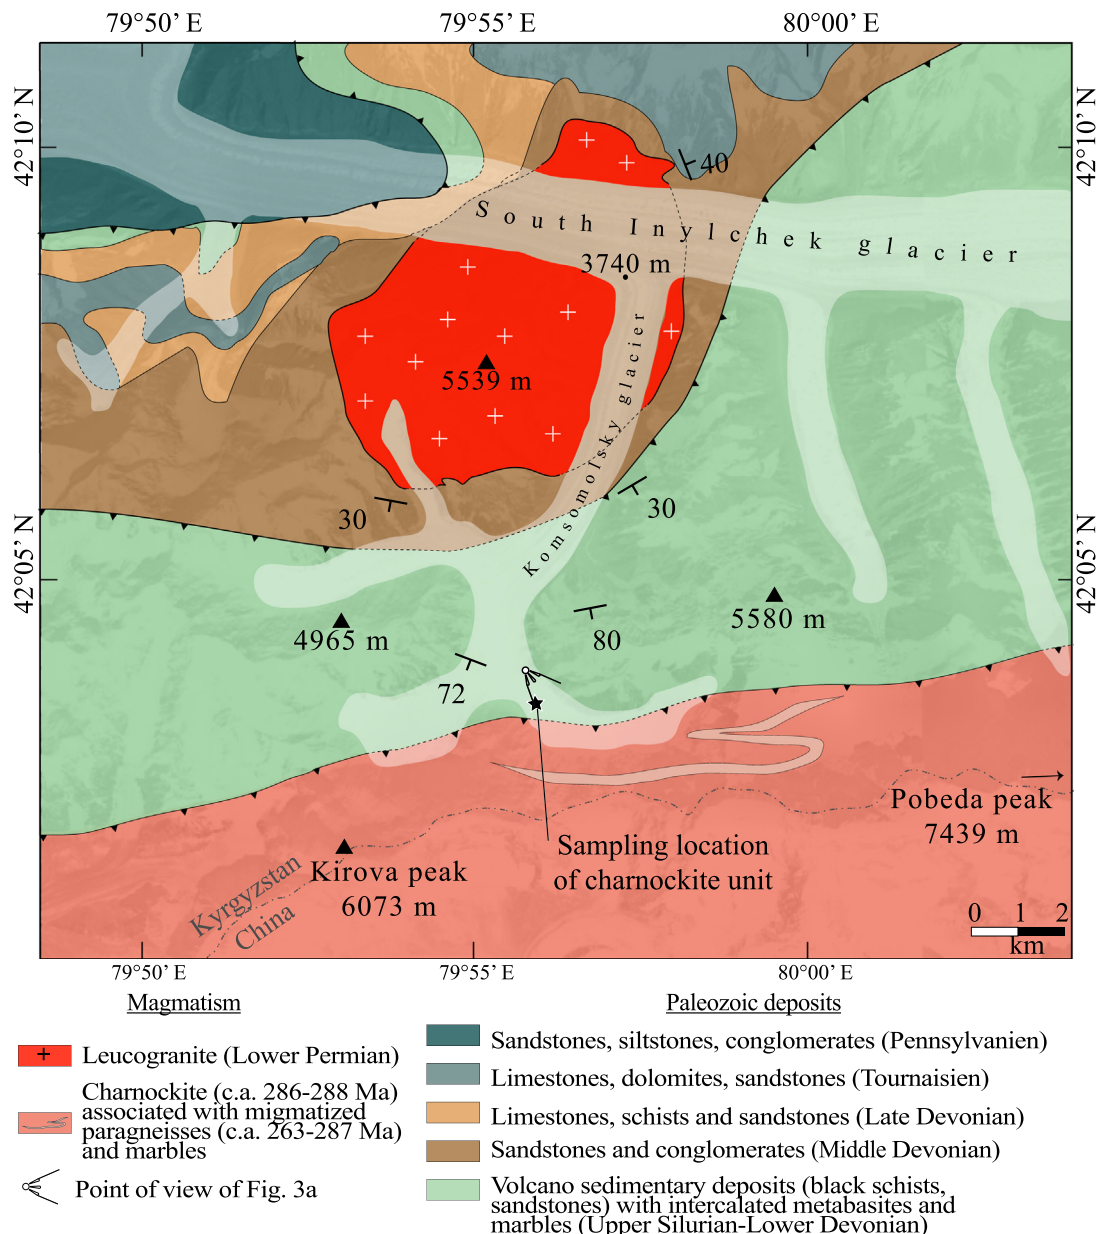 79°50’ E 79°55’ E 80°00’ E
42°10’ N 42°10’ N
40
South Inylchek glacier
3740 m
5539 m
Komsomolsky glacier
30
30
42°05’ N 42°05’ N
4965 m
5580 m
80
72
Pobeda peak
7439 m
Sampling location
of charnockite unit
Kirova peak
6073 m
Kyrgyzstan
China
0 1 2
km
79°50’ E 79°55’ E 80°00’ E
Magmatism
Leucogranite (Lower Permian)
Charnockite (c.a. 286-288 Ma)
associated with migmatized
paragneisses (c.a. 263-287 Ma)
and marbles
Point of view of Fig. 3a
Paleozoic deposits
Sandstones, siltstones, conglomerates (Pennsylvanien)
Limestones, dolomites, sandstones (Tournaisien)
Limestones, schists and sandstones (Late Devonian)
Sandstones and conglomerates (Middle Devonian)
Volcano sedimentary deposits (black schists,
sandstones) with intercalated metabasites and
marbles (Upper Silurian-Lower Devonian)